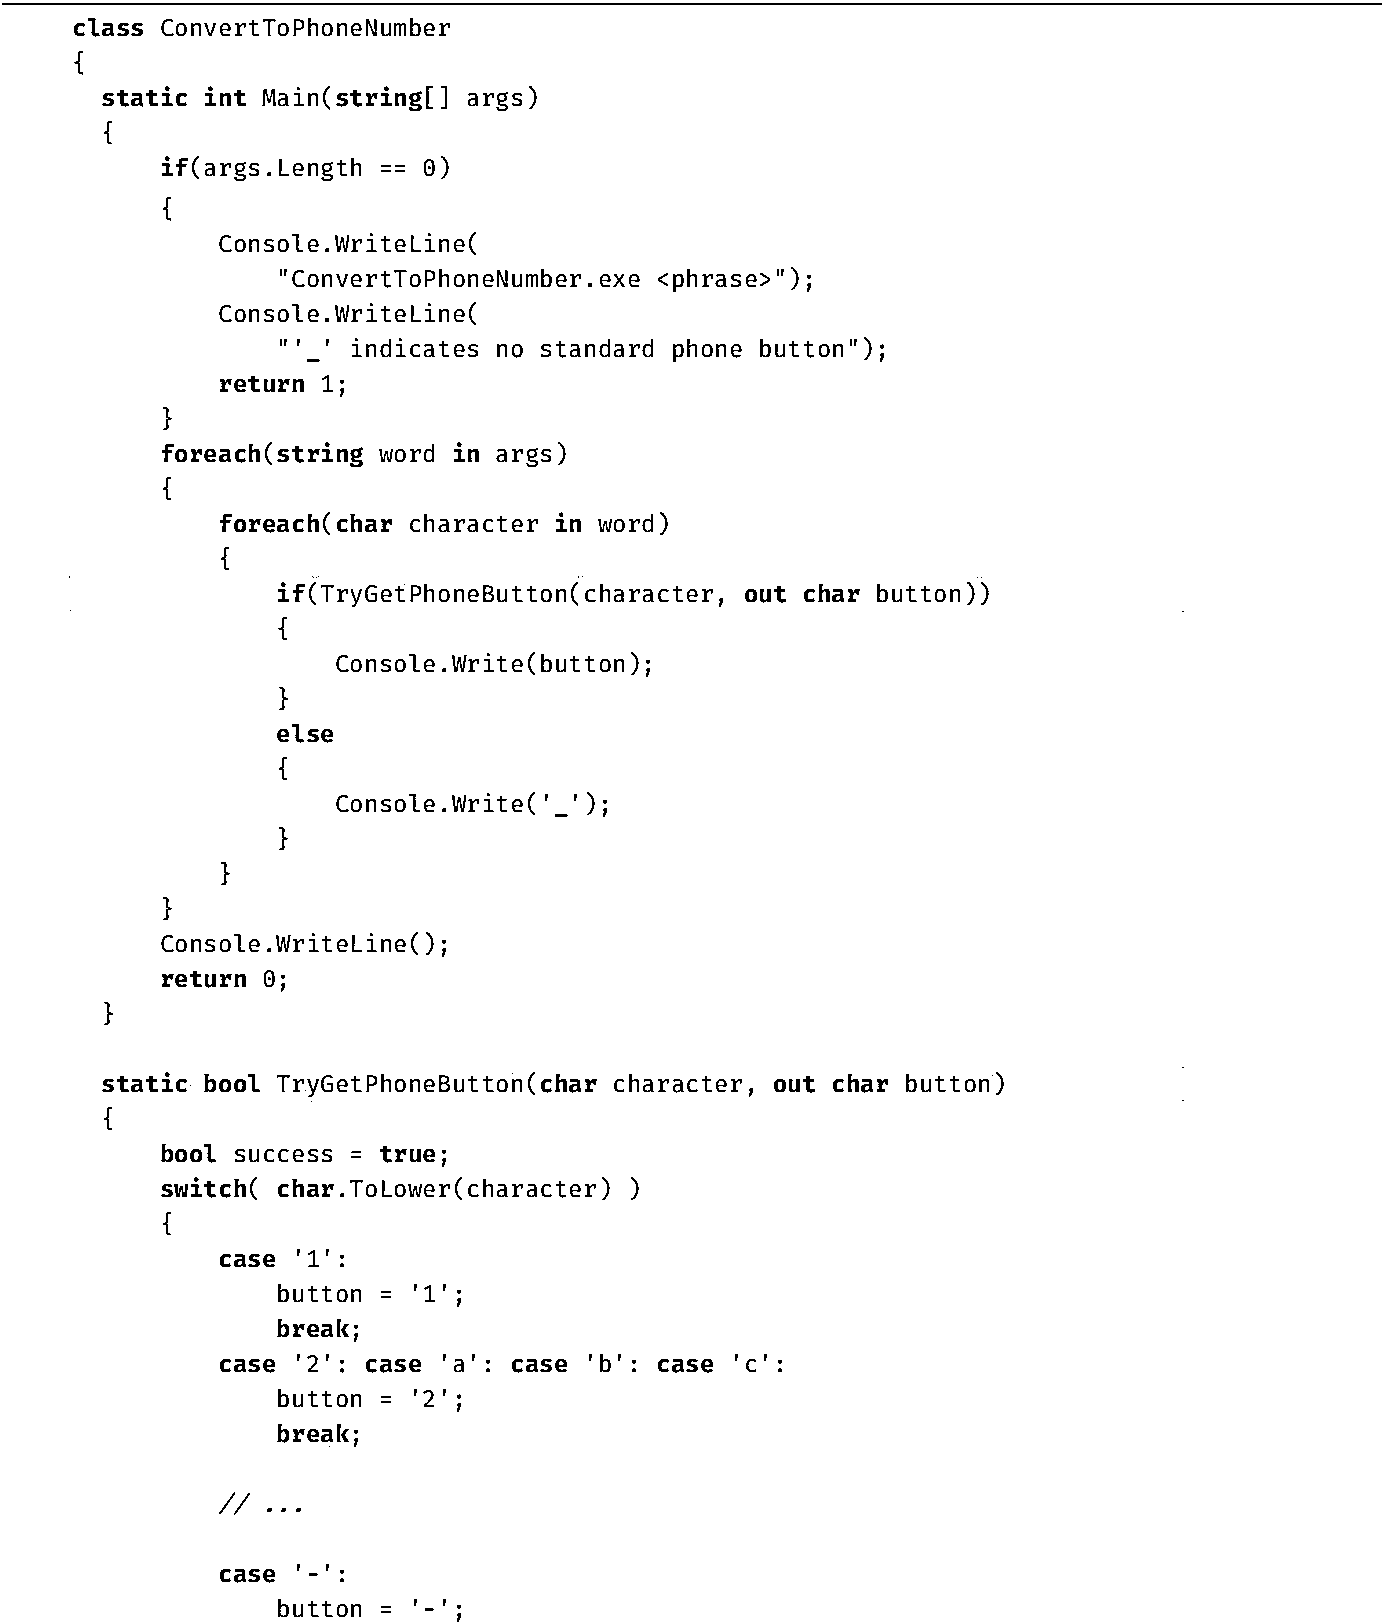 class ConvertToPhoneNumber
{
  static int Main(string[] args)
  {
      if(args.Length == 0)
      {
          Console.WriteLine(
              "ConvertToPhoneNumber.exe <phrase>");
          Console.WriteLine(
              "'_' indicates no standard phone button");
          return 1;
      }
      foreach(string word in args)
      {
          foreach(char character in word)
          {
              if(TryGetPhoneButton(character, out char button))
              {
                  Console.Write(button);
              }
              else
              {
                  Console.Write('_');
              }
          }
      }
      Console.WriteLine();
      return 0;
  }

  static bool TryGetPhoneButton(char character, out char button)
  {
      bool success = true;
      switch( char.ToLower(character) )
      {
          case '1':
              button = '1';
              break;
          case '2': case 'a': case 'b': case 'c':
              button = '2';
              break;

          // ...

          case '-':
              button = '-';